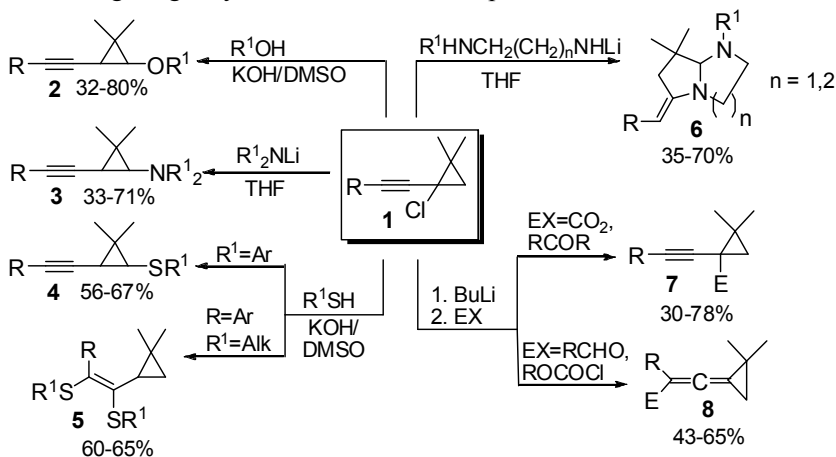 R
OR¹
2 32-80%
R¹OH
KOH/DMSO
R¹HNCH₂(CH₂)ₙNHLi
THF
R¹
N
N
( )n
R
6
35-70%
n = 1,2
R
NR¹₂
3 33-71%
R¹₂NLi
THF
R
Cl
1
R
SR¹
4 56-67%
R¹=Ar
R¹SH
KOH/
DMSO
R=Ar
R¹=Alk
R
R¹S
SR¹
5
60-65%
1. BuLi
2. EX
EX=CO₂,
RCOR
R
E
7
30-78%
EX=RCHO,
ROCOCl
R
E
8
43-65%